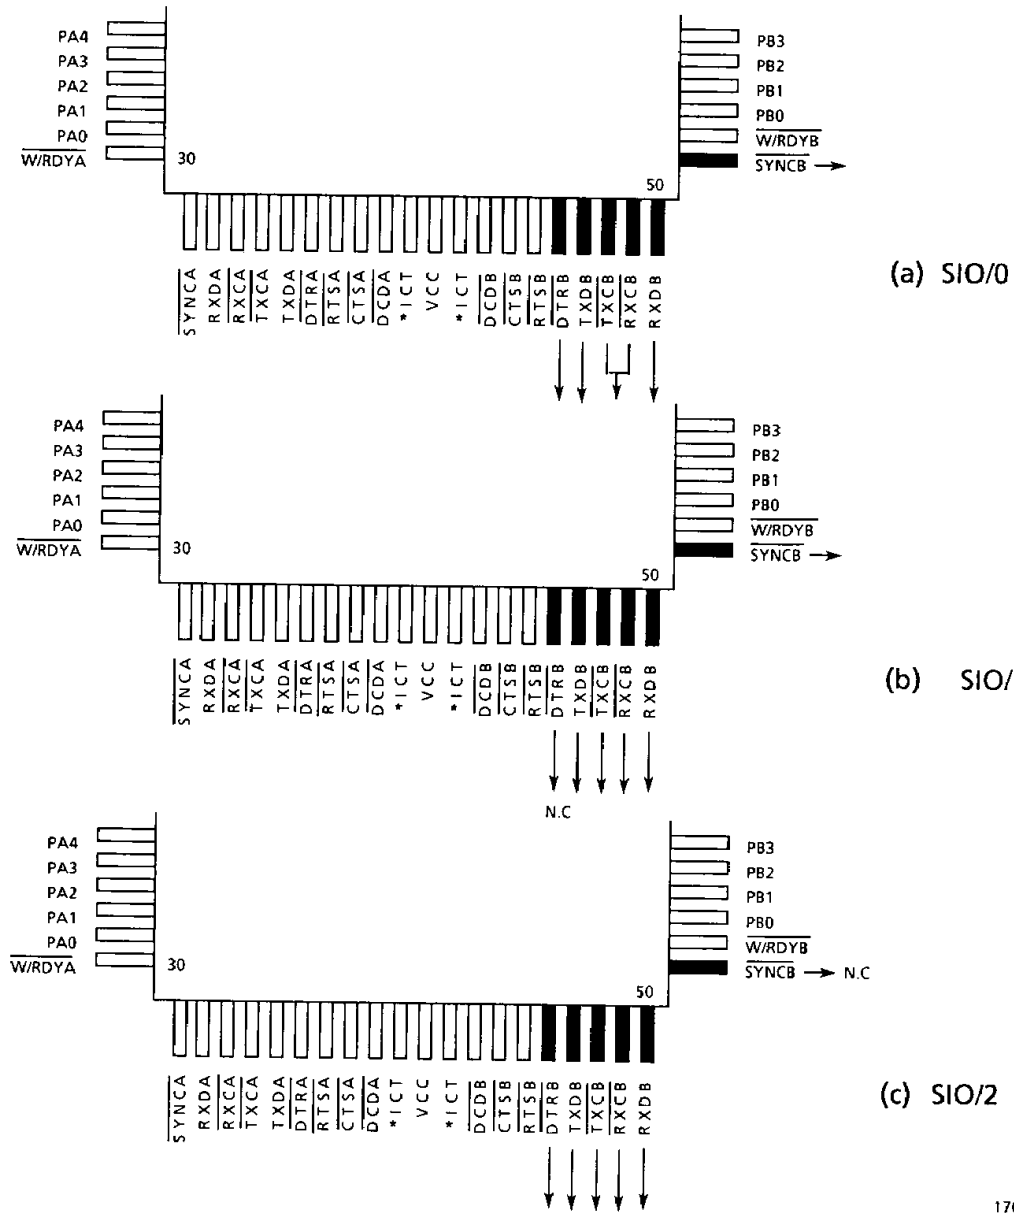 PA4
PA3
PA2
PA1
PA0
W/RDYA
30
50
PB3
PB2
PB1
PB0
W/RDYB
SYNCB
SYNCA
RXDA
RXCA
TXCA
TXDA
DTRA
RTSA
CTSA
DCDA
*ICT
VCC
*ICT
DCDB
CTSB
RTSB
DTRB
TXDB
TXCB
RXCB
RXDB
(a) SIO/0
PA4
PA3
PA2
PA1
PA0
W/RDYA
30
50
PB3
PB2
PB1
PB0
W/RDYB
SYNCB
SYNCA
RXDA
RXCA
TXCA
TXDA
DTRA
RTSA
CTSA
DCDA
*ICT
VCC
*ICT
DCDB
CTSB
RTSB
DTRB
TXDB
TXCB
RXCB
RXDB
(b) SIO/
N.C
PA4
PA3
PA2
PA1
PA0
W/RDYA
30
50
PB3
PB2
PB1
PB0
W/RDYB
SYNCB N.C
SYNCA
RXDA
RXCA
TXCA
TXDA
DTRA
RTSA
CTSA
DCDA
*ICT
VCC
*ICT
DCDB
CTSB
RTSB
DTRB
TXDB
TXCB
RXCB
RXDB
(c) SIO/2